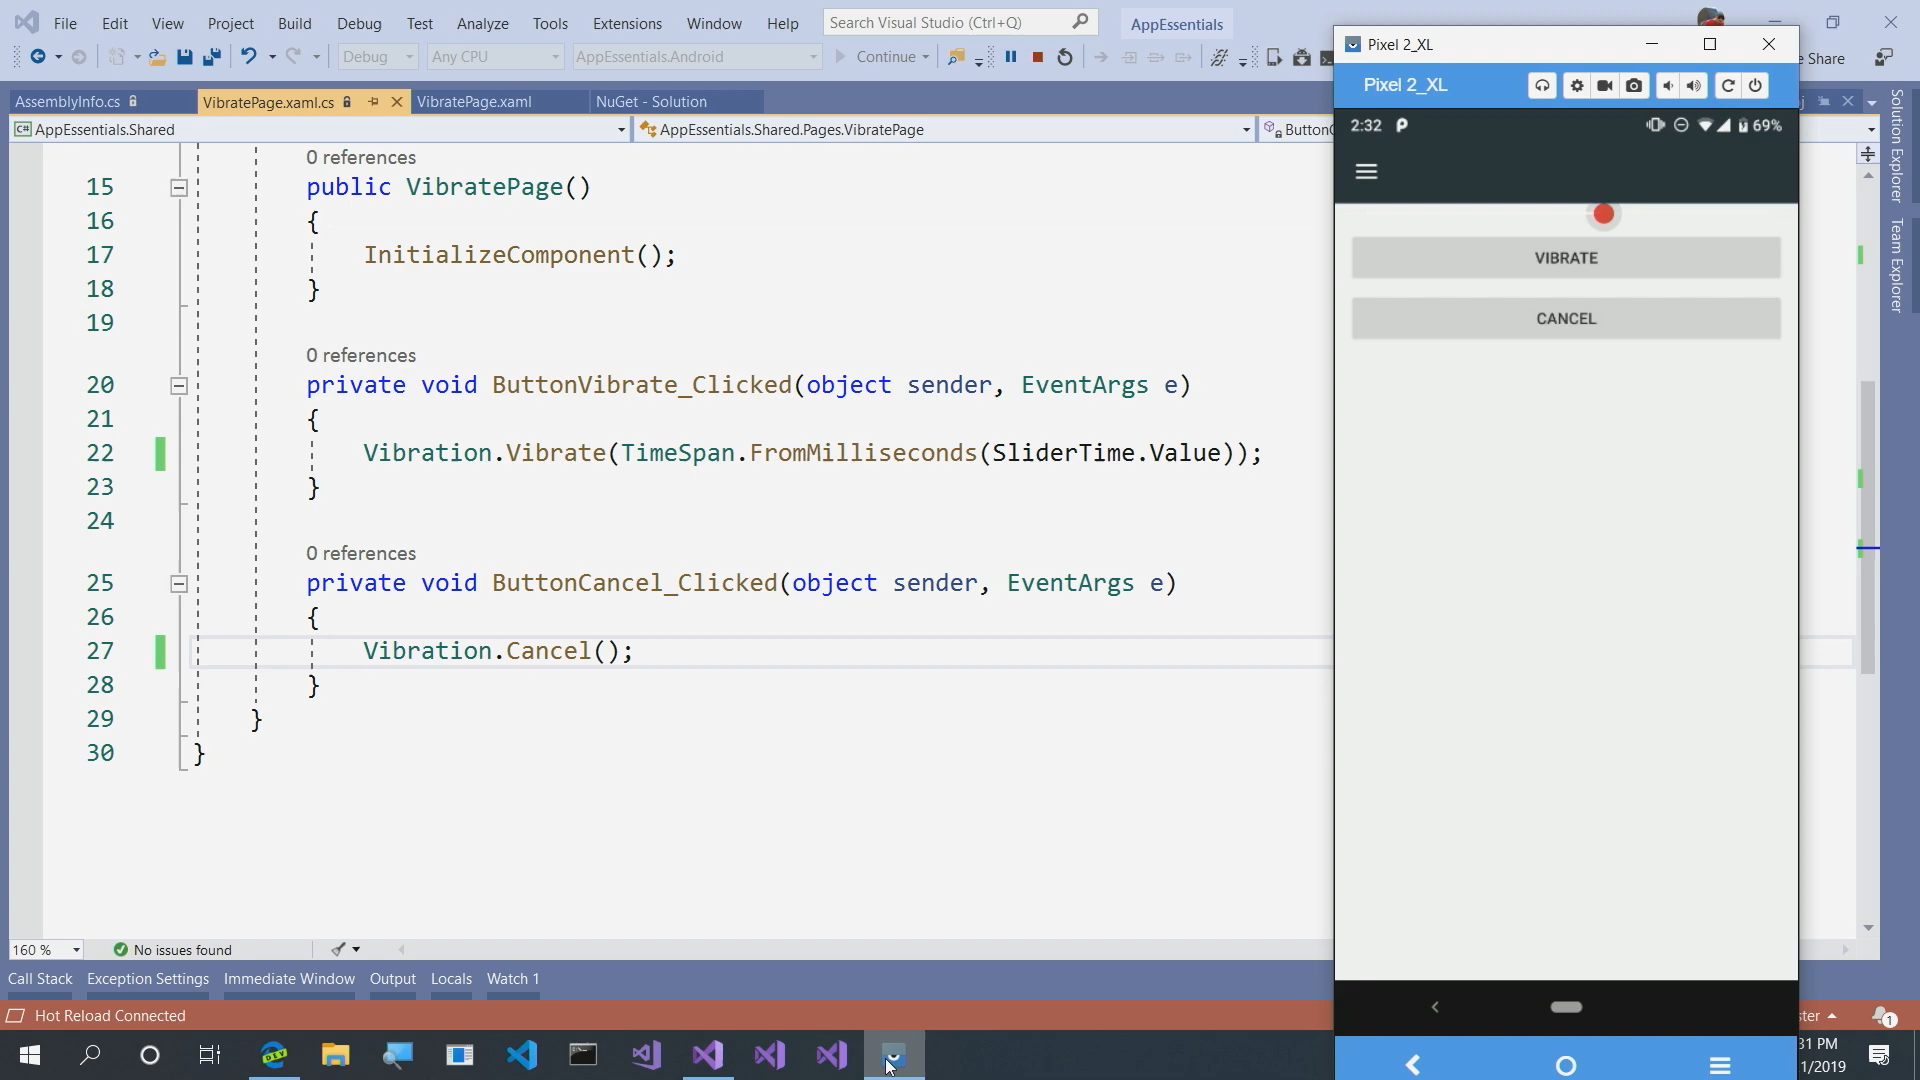 File Edit View Project Build Debug Test Analyze Tools Extensions Window Help Search Visual Studio (Ctrl+Q) AppEssentials
Debug Any CPU AppEssentials.Android Continue Share
AssemblyInfo.cs VibratePage.xaml.cs VibratePage.xaml NuGet - Solution
C# AppEssentials.Shared AppEssentials.Shared.Pages.VibratePage
0 references
15 public VibratePage()
16 {
17 InitializeComponent();
18 }
19
0 references
20 private void ButtonVibrate_Clicked(object sender, EventArgs e)
21 {
22 Vibration.Vibrate(TimeSpan.FromMilliseconds(SliderTime.Value));
23 }
24
0 references
25 private void ButtonCancel_Clicked(object sender, EventArgs e)
26 {
27 Vibration.Cancel();
28 }
29 }
30 }
160 % No issues found
Call Stack Exception Settings Immediate Window Output Locals Watch 1
Hot Reload Connected
DEV
Pixel 2_XL
Pixel 2_XL
2:32 69%
VIBRATE
CANCEL
Solution Explorer
Team Explorer
1
31 PM
1/2019